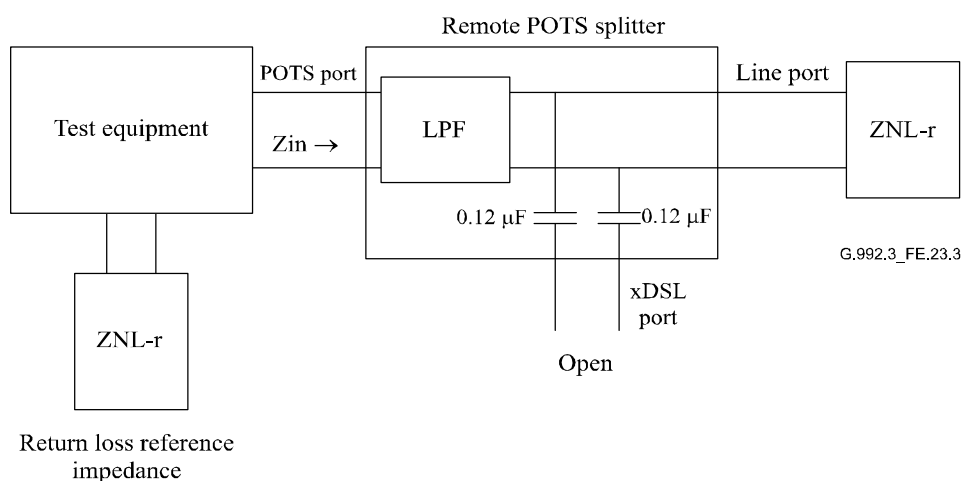 Remote POTS splitter
POTS port
Line port
Test equipment
LPF
ZNL-r
Zin →
0.12 μF
0.12 μF
G.992.3_FE.23.3
xDSL
port
ZNL-r
Open
Return loss reference
impedance